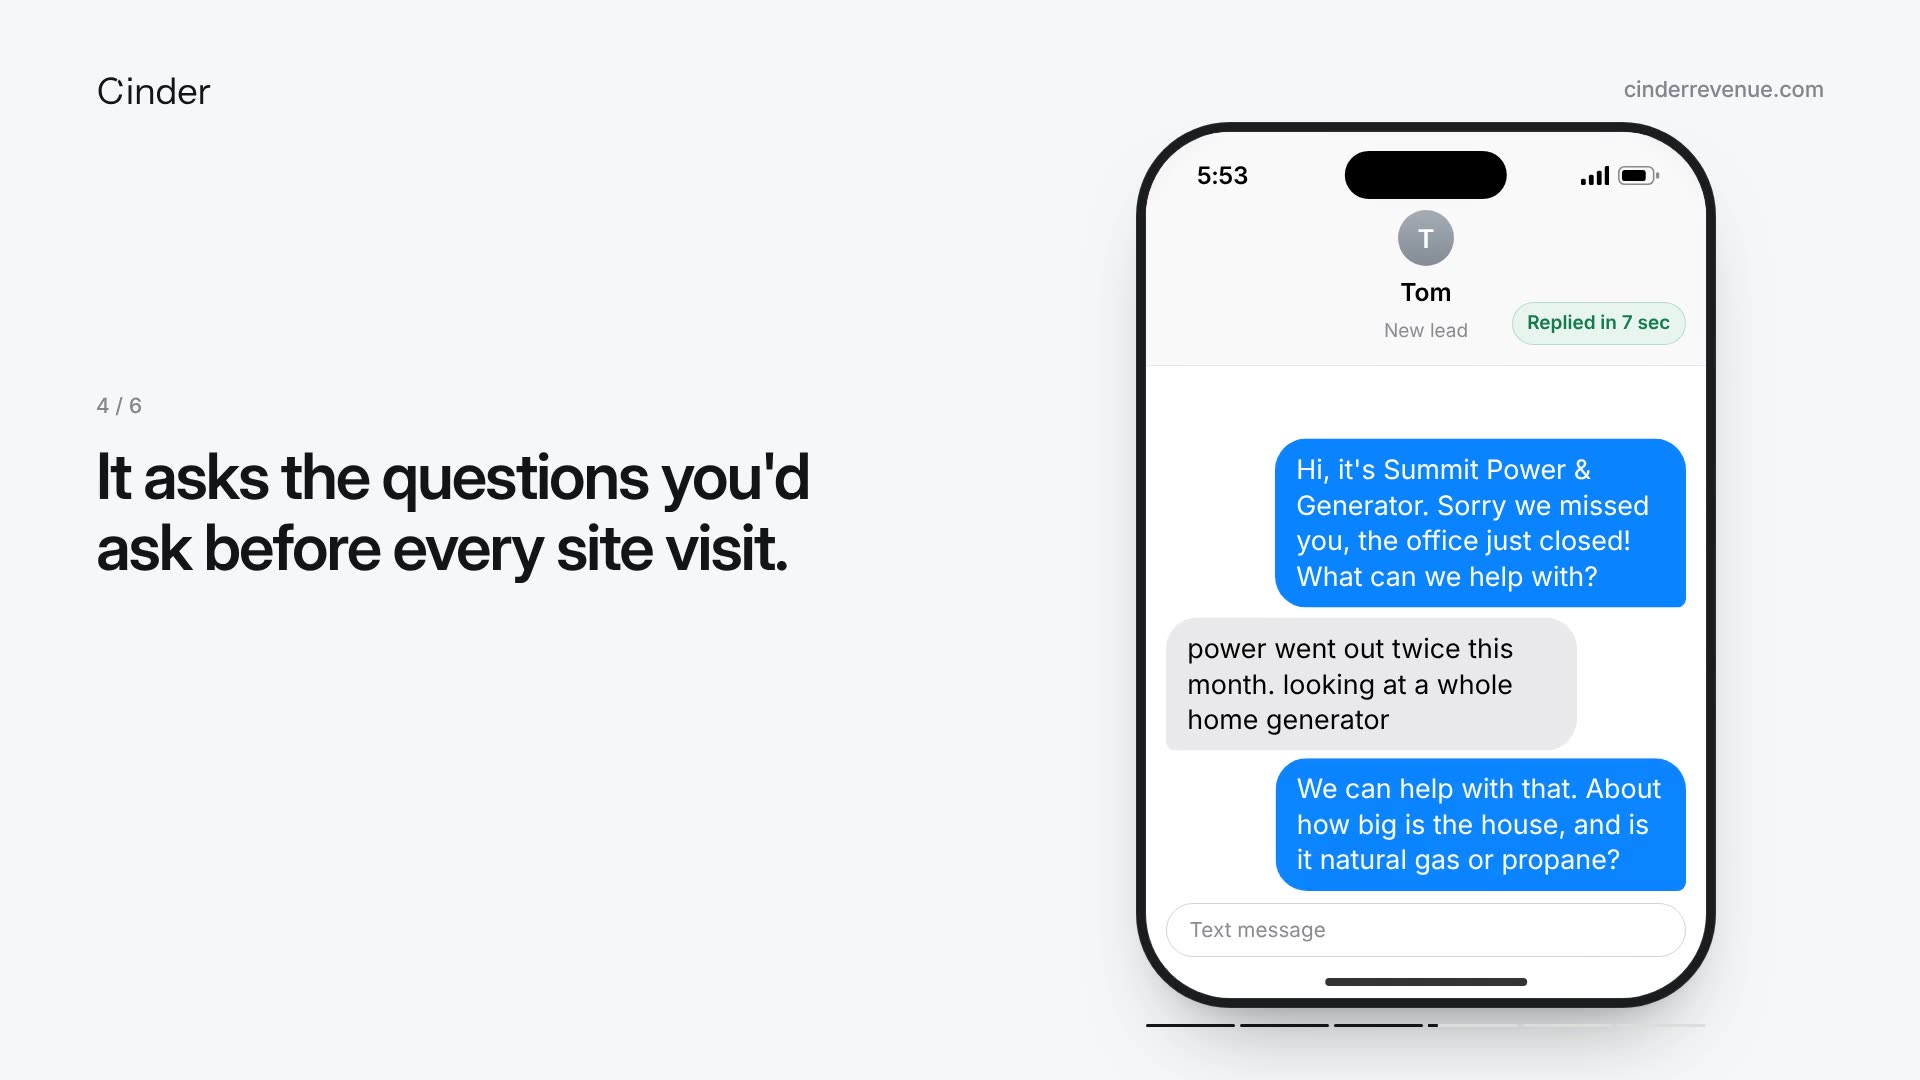 Cinder
cinderrevenue.com
4 / 6
It asks the questions you'd
ask before every site visit.
5:53
T
Tom
New lead
Replied in 7 sec
Hi, it's Summit Power &
Generator. Sorry we missed
you, the office just closed!
What can we help with?
power went out twice this
month. looking at a whole
home generator
We can help with that. About
how big is the house, and is
it natural gas or propane?
Text message